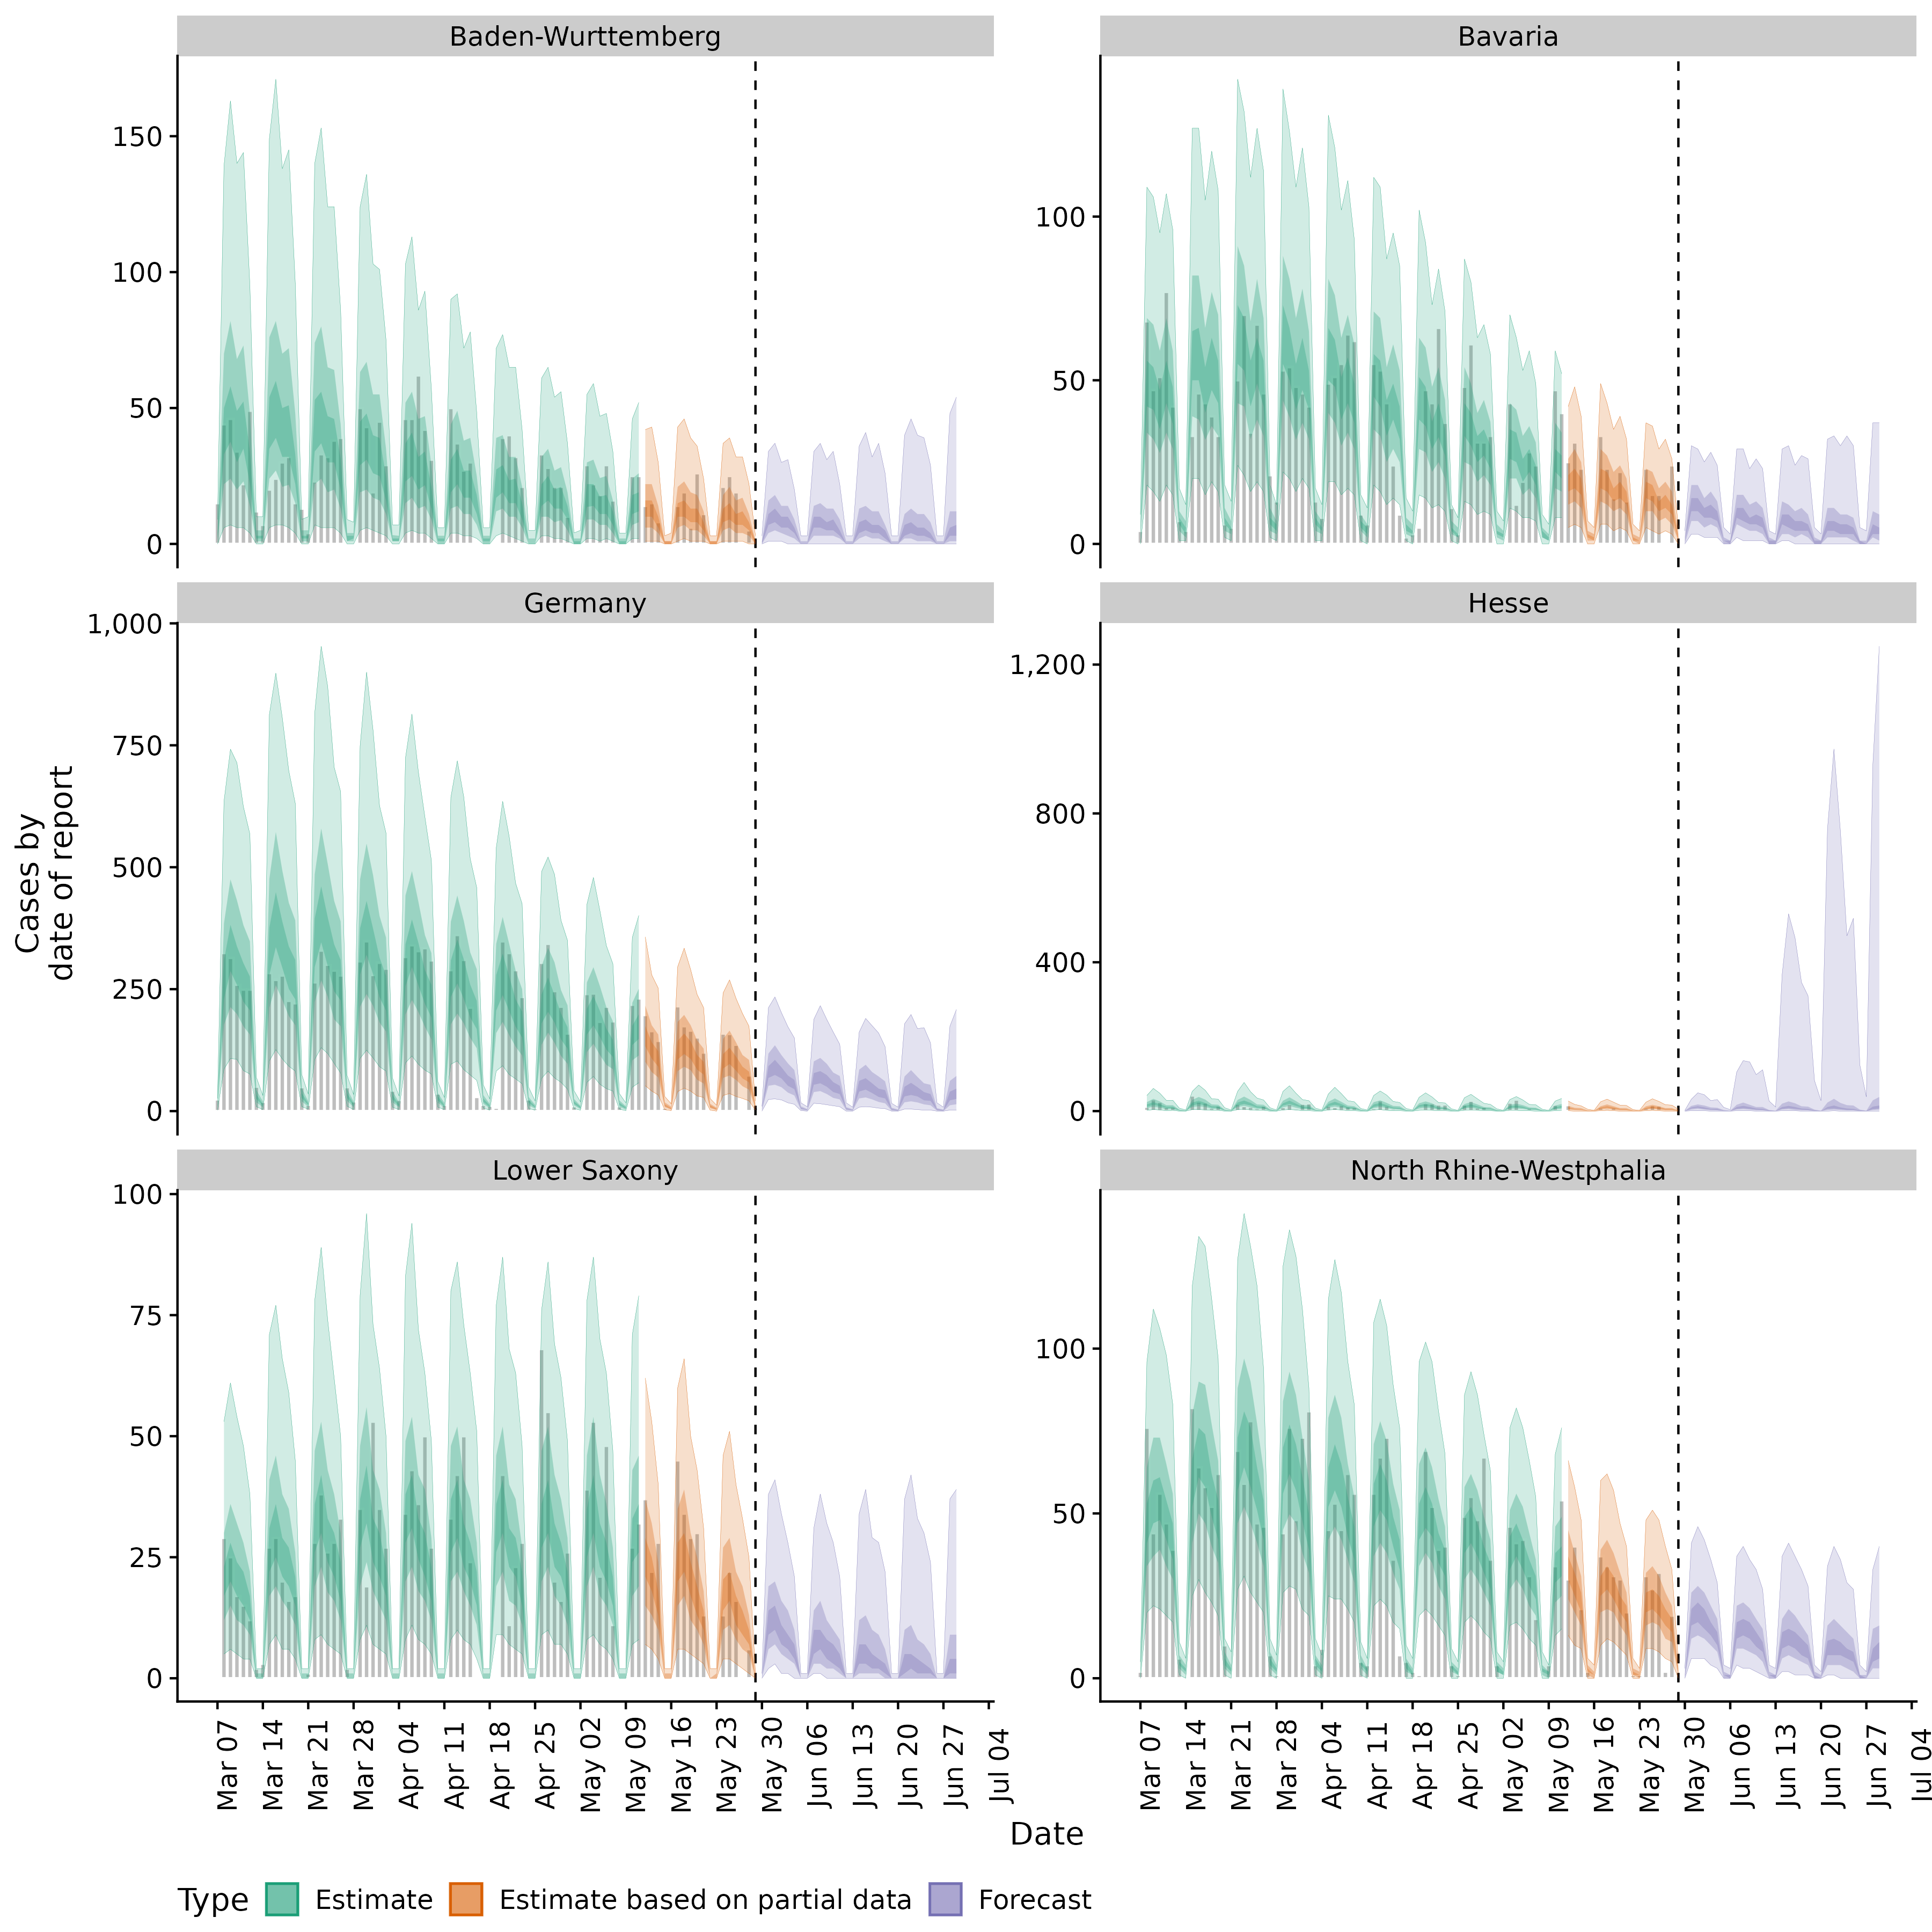 Baden-Wurttemberg
Bavaria
150
100
50
0
100
50
0
Germany
Hesse
1,000
750
500
250
0
1,200
800
400
0
Lower Saxony
North Rhine-Westphalia
100
75
50
25
0
100
50
0
Cases by
date of report
Mar 07
Mar 14
Mar 21
Mar 28
Apr 04
Apr 11
Apr 18
Apr 25
May 02
May 09
May 16
May 23
May 30
Jun 06
Jun 13
Jun 20
Jun 27
Jul 04
Mar 07
Mar 14
Mar 21
Mar 28
Apr 04
Apr 11
Apr 18
Apr 25
May 02
May 09
May 16
May 23
May 30
Jun 06
Jun 13
Jun 20
Jun 27
Jul 04
Date
Type Estimate Estimate based on partial data Forecast